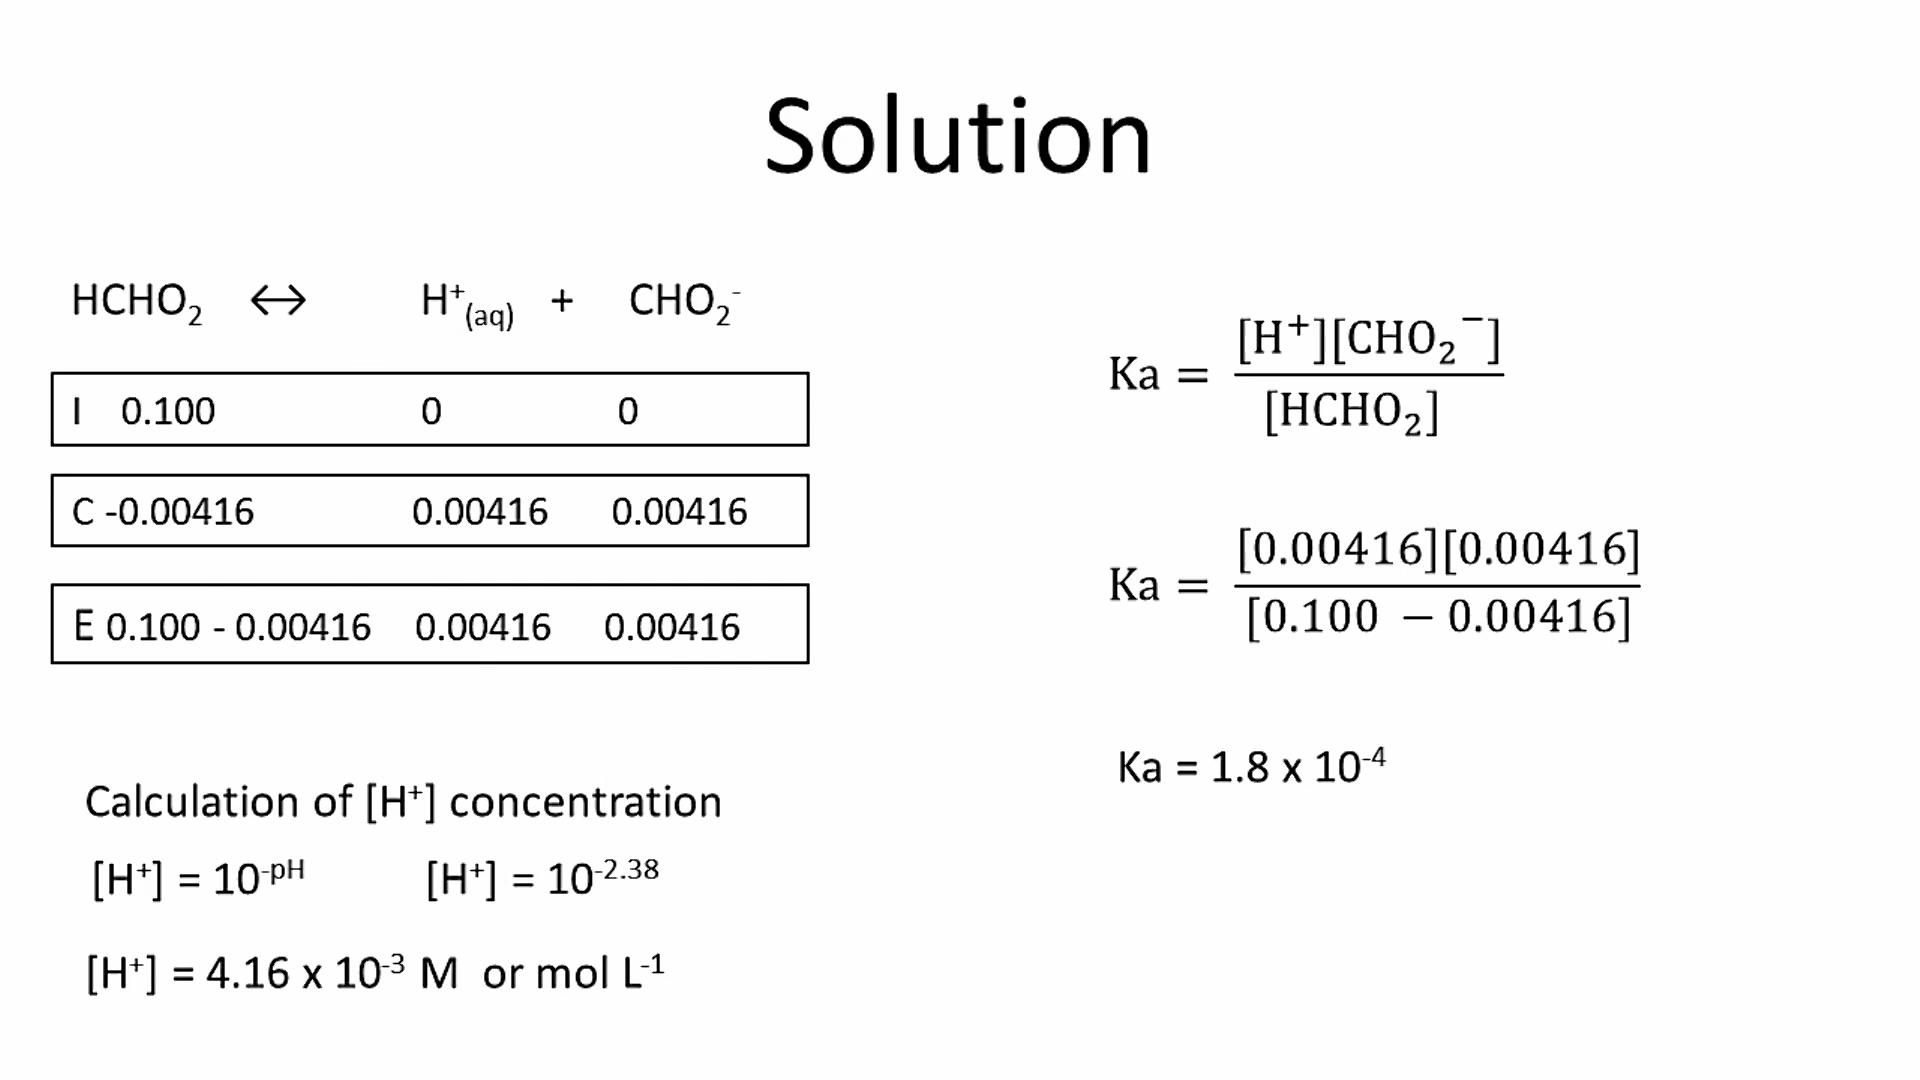 Solution
HCHO₂ ↔ H⁺(aq) + CHO₂⁻
I 0.100 0 0
C -0.00416 0.00416 0.00416
E 0.100 - 0.00416 0.00416 0.00416
Calculation of [H⁺] concentration
[H⁺] = 10⁻ᵖᴴ [H⁺] = 10⁻²·³⁸
[H⁺] = 4.16 x 10⁻³ M or mol L⁻¹
Ka = [H⁺][CHO₂⁻] / [HCHO₂]
Ka = [0.00416][0.00416] / [0.100 − 0.00416]
Ka = 1.8 x 10⁻⁴